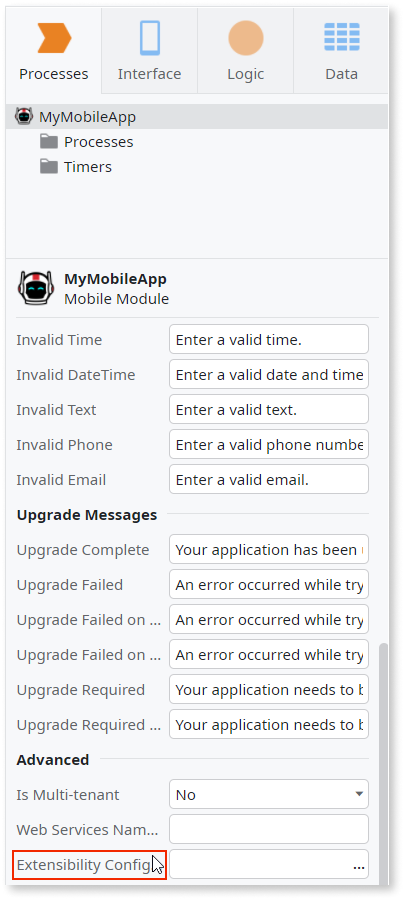 Processes Interface Logic Data
MyMobileApp
Processes
Timers
MyMobileApp
Mobile Module
Invalid Time Enter a valid time.
Invalid DateTime Enter a valid date and time
Invalid Text Enter a valid text.
Invalid Phone Enter a valid phone numbe
Invalid Email Enter a valid email.
Upgrade Messages
Upgrade Complete Your application has been
Upgrade Failed An error occurred while try
Upgrade Failed on ... An error occurred while try
Upgrade Failed on ... An error occurred while try
Upgrade Required Your application needs to b
Upgrade Required ... Your application needs to b
Advanced
Is Multi-tenant No
Web Services Nam...
Extensibility Config ...